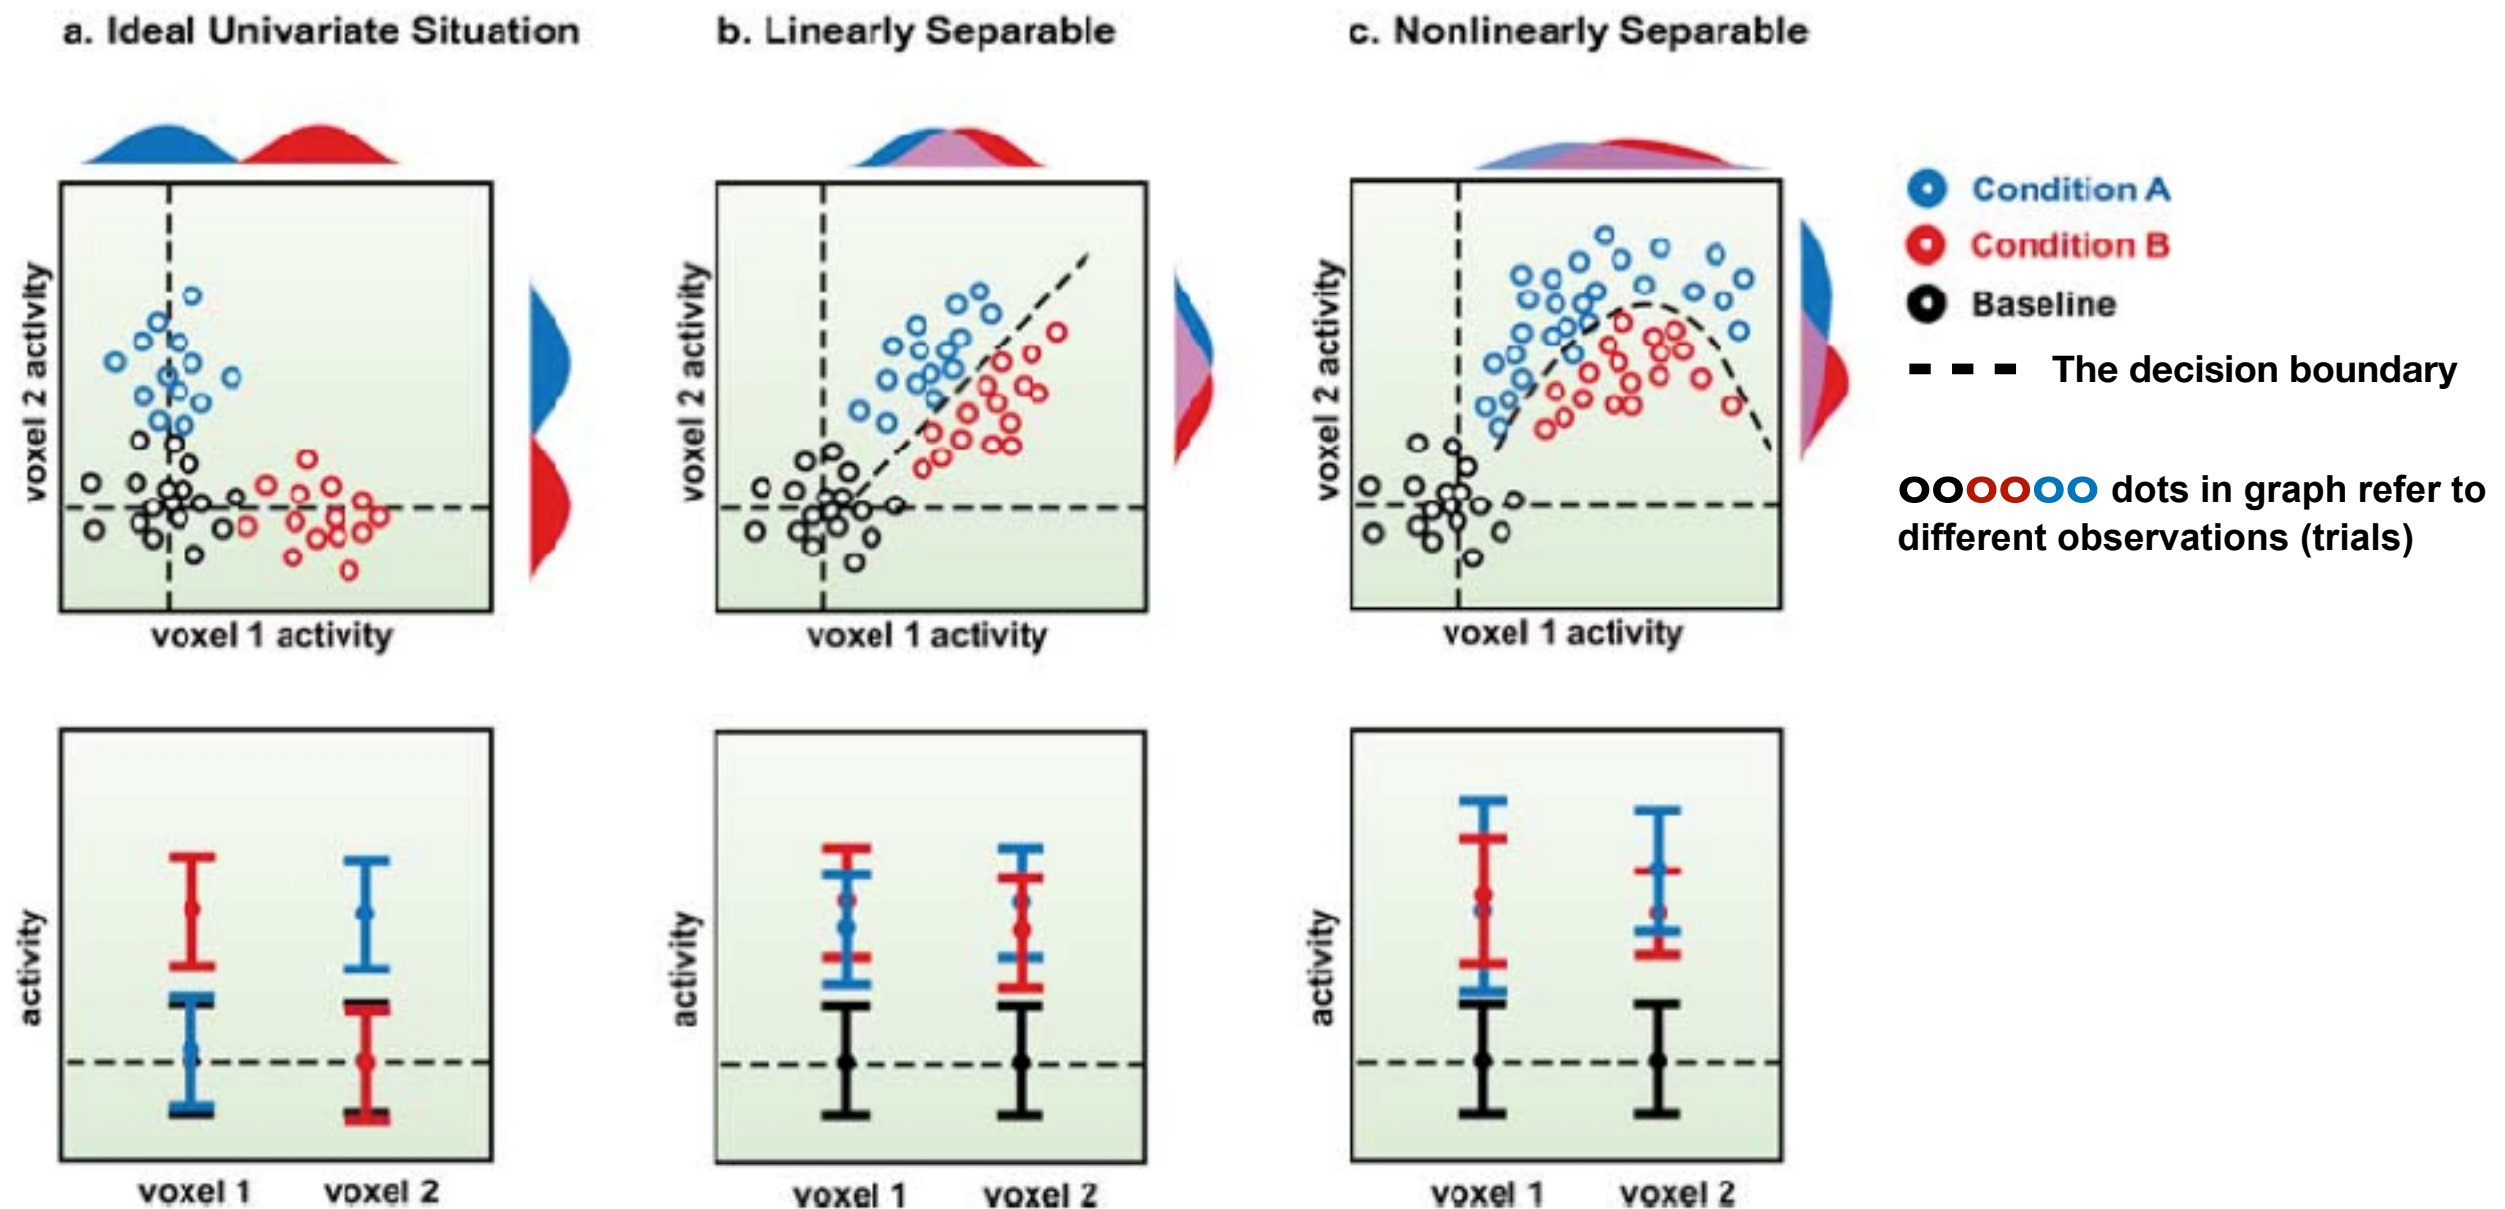 a. Ideal Univariate Situation
b. Linearly Separable
c. Nonlinearly Separable
voxel 2 activity
voxel 1 activity
voxel 2 activity
voxel 1 activity
voxel 2 activity
voxel 1 activity
Condition A
Condition B
Baseline
The decision boundary
dots in graph refer to
different observations (trials)
activity
voxel 1
voxel 2
activity
voxel 1
voxel 2
activity
voxel 1
voxel 2